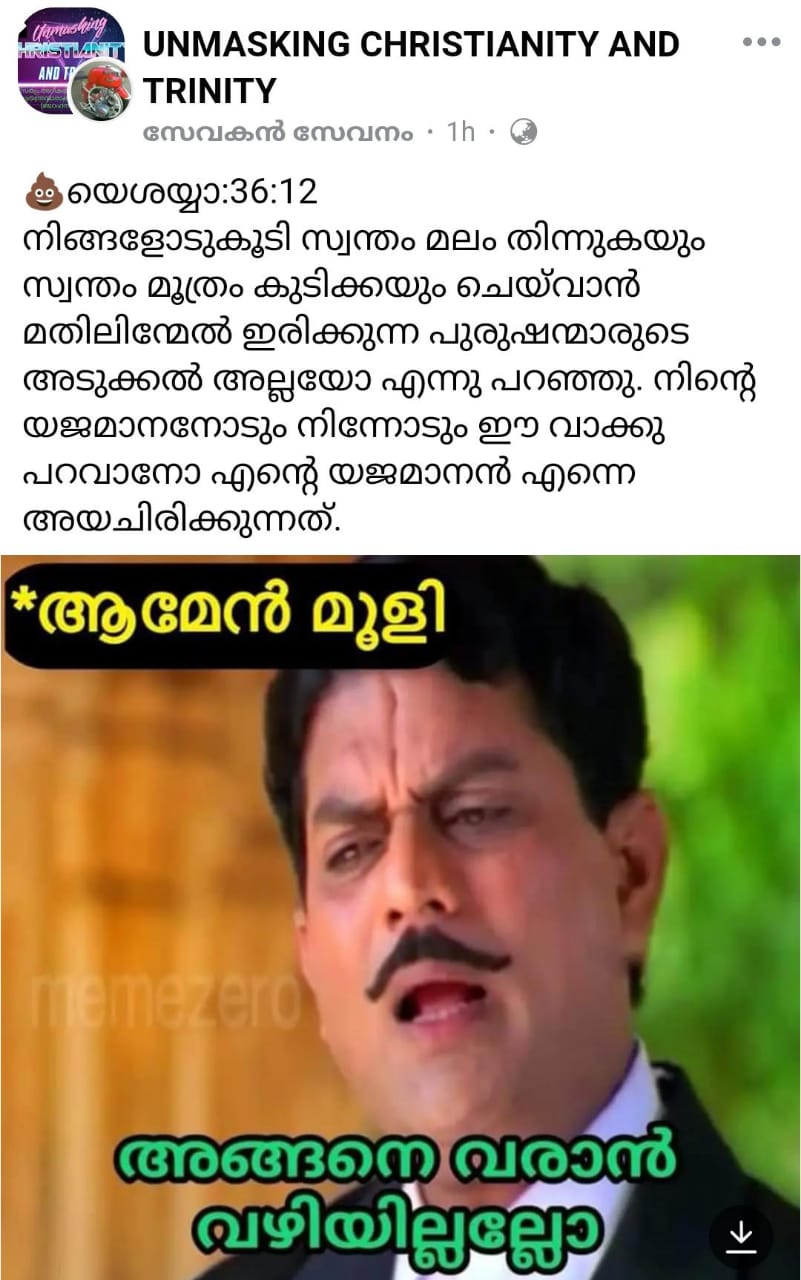 Unmasking
CHRISTIANITY
AND
UNMASKING CHRISTIANITY AND
TRINITY
സേവകൻ സേവനം · 1h ·
💩യെശയ്യാ:36:12
നിങ്ങളോടുകൂടി സ്വന്തം മലം തിന്നുകയും
സ്വന്തം മൂത്രം കുടിക്കയും ചെയ്‌വാൻ
മതിലിന്മേൽ ഇരിക്കുന്ന പുരുഷന്മാരുടെ
അടുക്കൽ അല്ലയോ എന്നു പറഞ്ഞു. നിന്റെ
യജമാനനോടും നിന്നോടും ഈ വാക്കു
പറവാനോ എന്റെ യജമാനൻ എന്നെ
അയചിരിക്കുന്നത്.
*ആമേൻ മൂളി
memezero
അങ്ങനെ വരാൻ
വഴിയില്ലല്ലോ